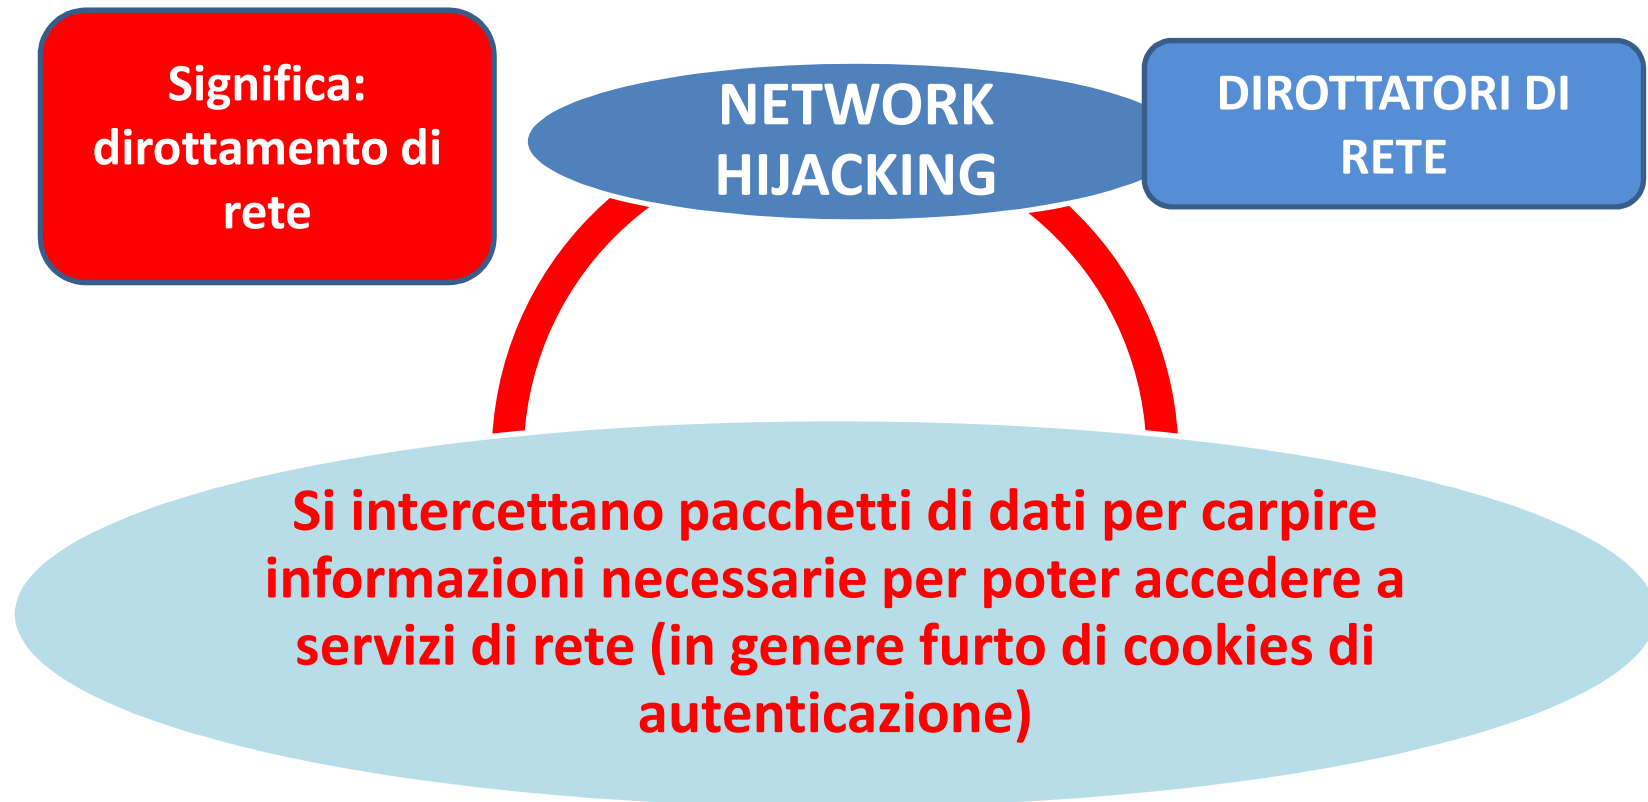 Significa:
dirottamento di
rete
NETWORK
HIJACKING
DIROTTATORI DI
RETE
Si intercettano pacchetti di dati per carpire
informazioni necessarie per poter accedere a
servizi di rete (in genere furto di cookies di
autenticazione)